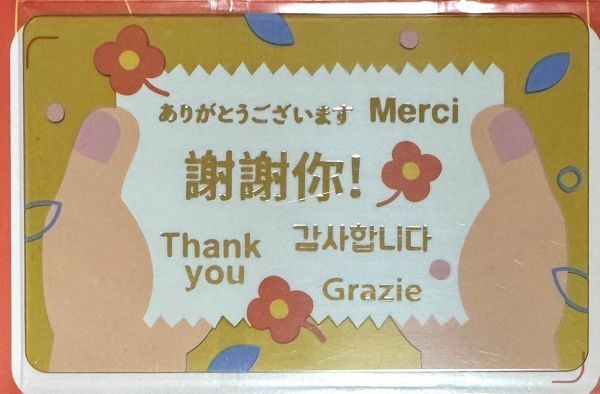 ありがとうございます Merci
謝謝你!
Thank you
감사합니다
Grazie